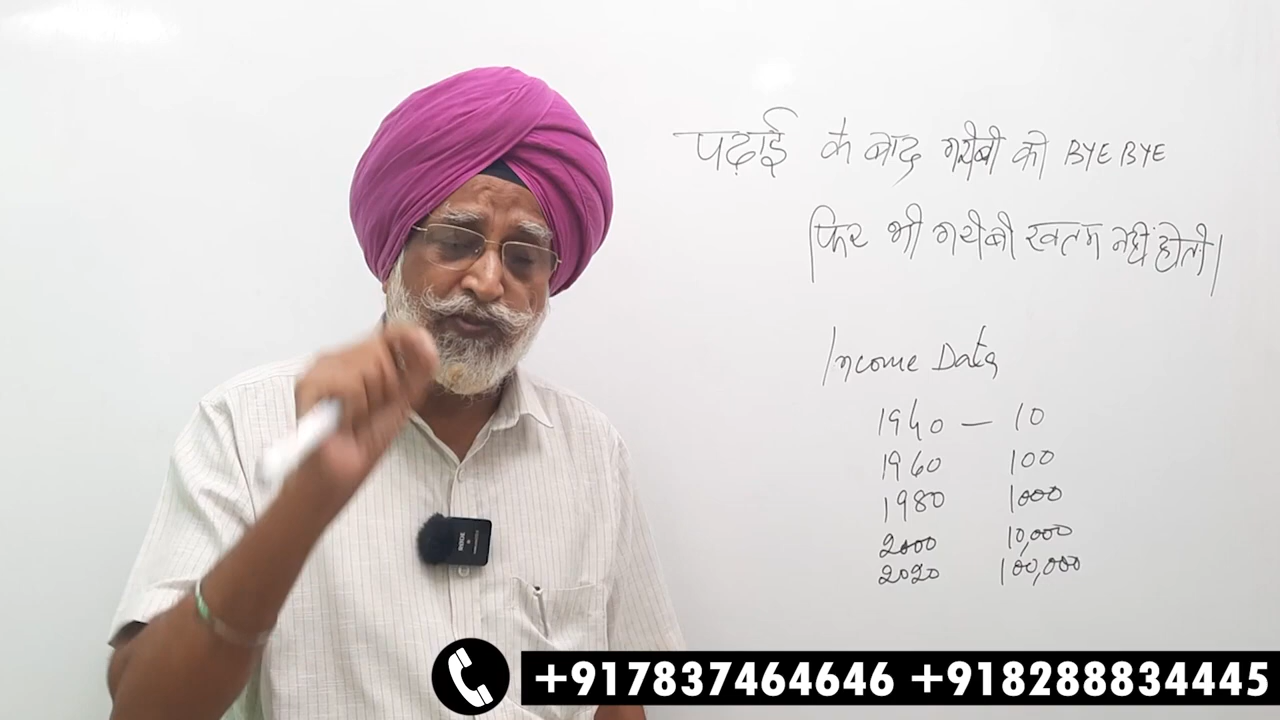 पढ़ाई के बाद गरीबी को BYE BYE
फिर भी गरीबी खतम नहीं होती।
Income Data
1940 — 10
1960 100
1980 1000
2000 10,000
2020 100,000
+917837464646 +918288834445